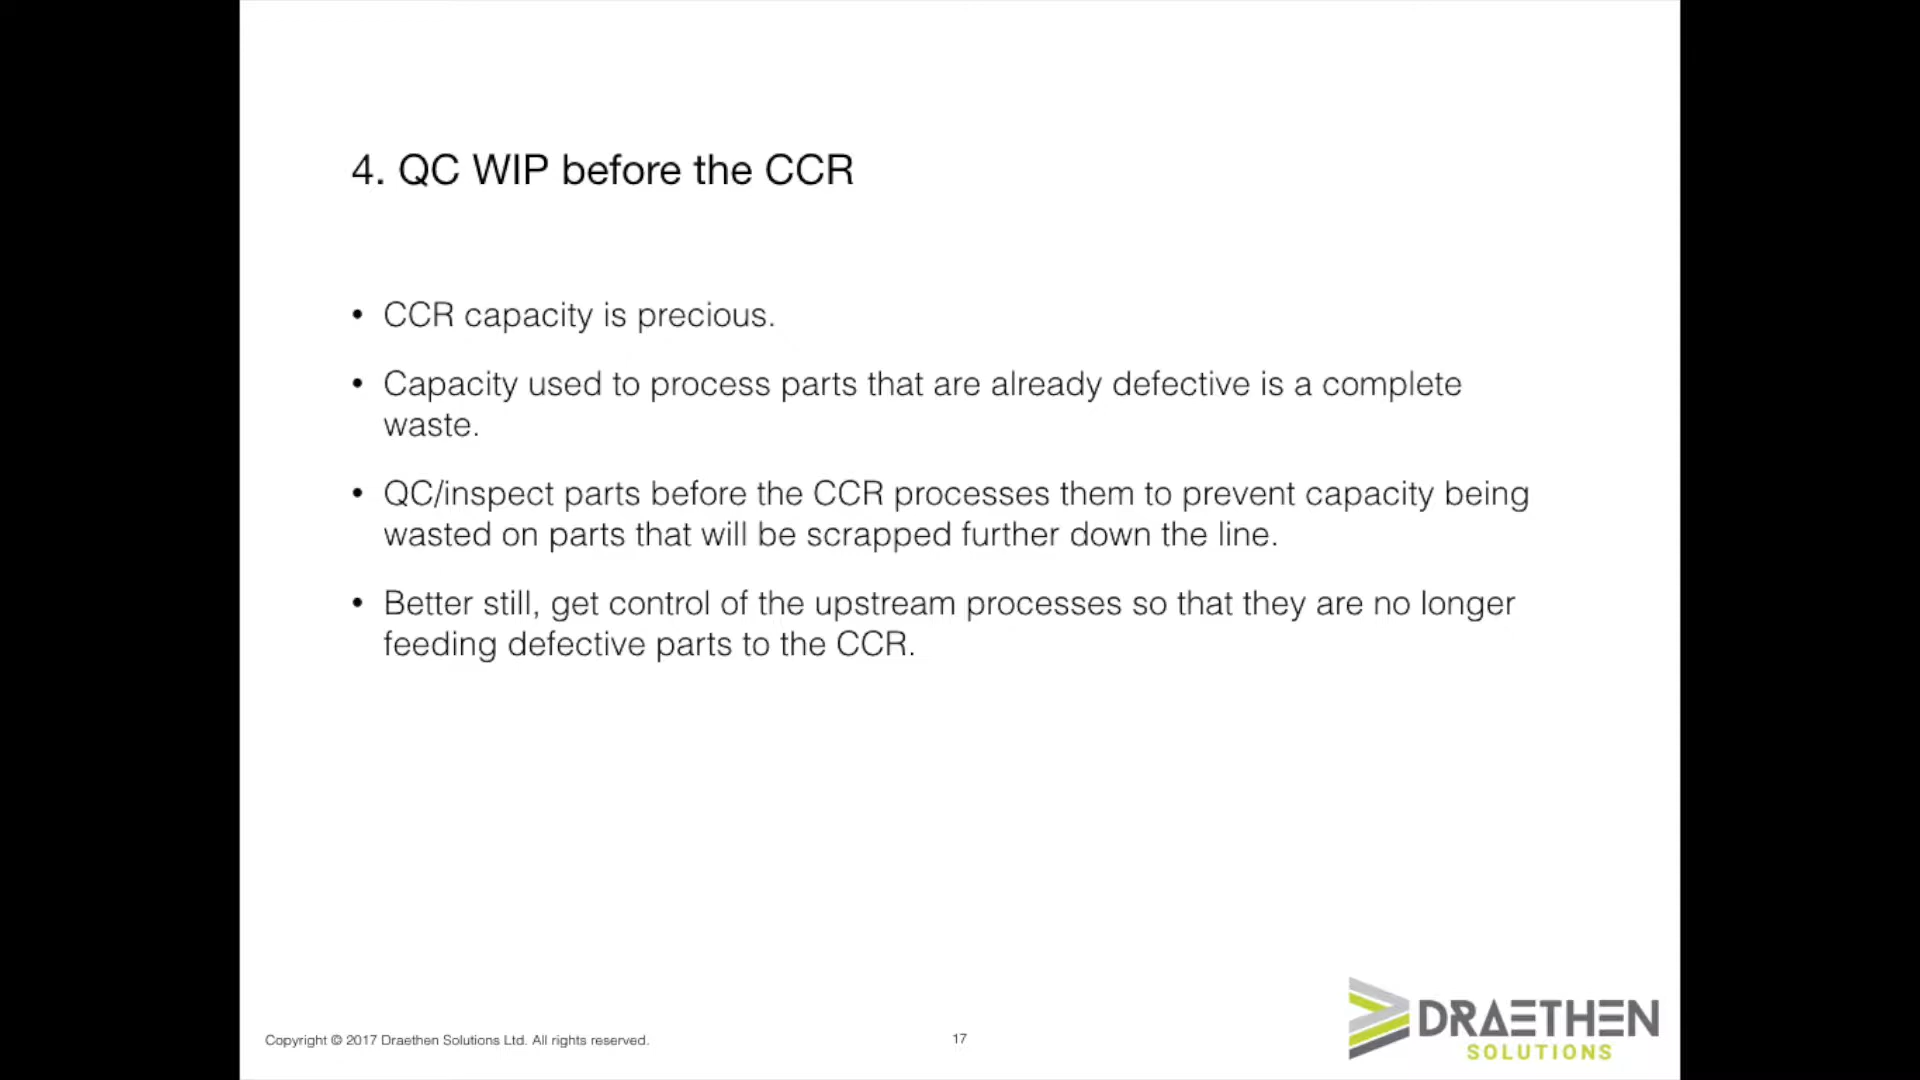 4. QC WIP before the CCR
• CCR capacity is precious.
• Capacity used to process parts that are already defective is a complete
waste.
• QC/inspect parts before the CCR processes them to prevent capacity being
wasted on parts that will be scrapped further down the line.
• Better still, get control of the upstream processes so that they are no longer
feeding defective parts to the CCR.
Copyright © 2017 Draethen Solutions Ltd. All rights reserved.
17
DRAETHEN
SOLUTIONS